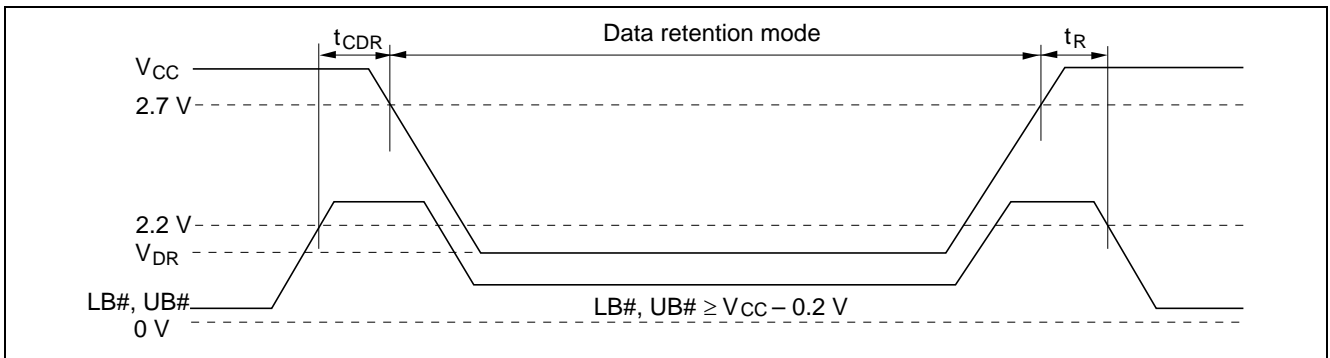 tCDR
Data retention mode
tR
VCC
2.7 V
2.2 V
VDR
LB#, UB#
LB#, UB# ≥ VCC – 0.2 V
0 V